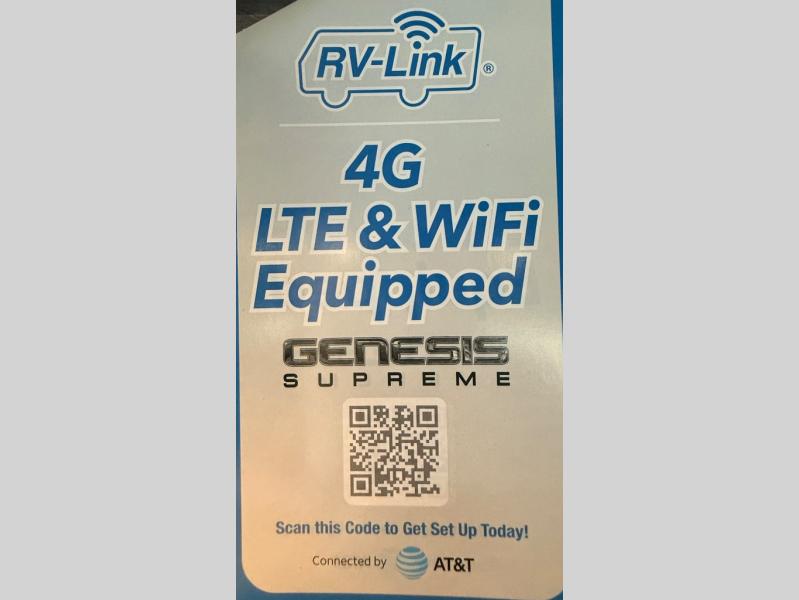 RV-Link®
4G
LTE & WiFi
Equipped
GENESIS
SUPREME
Scan this Code to Get Set Up Today!
Connected by AT&T